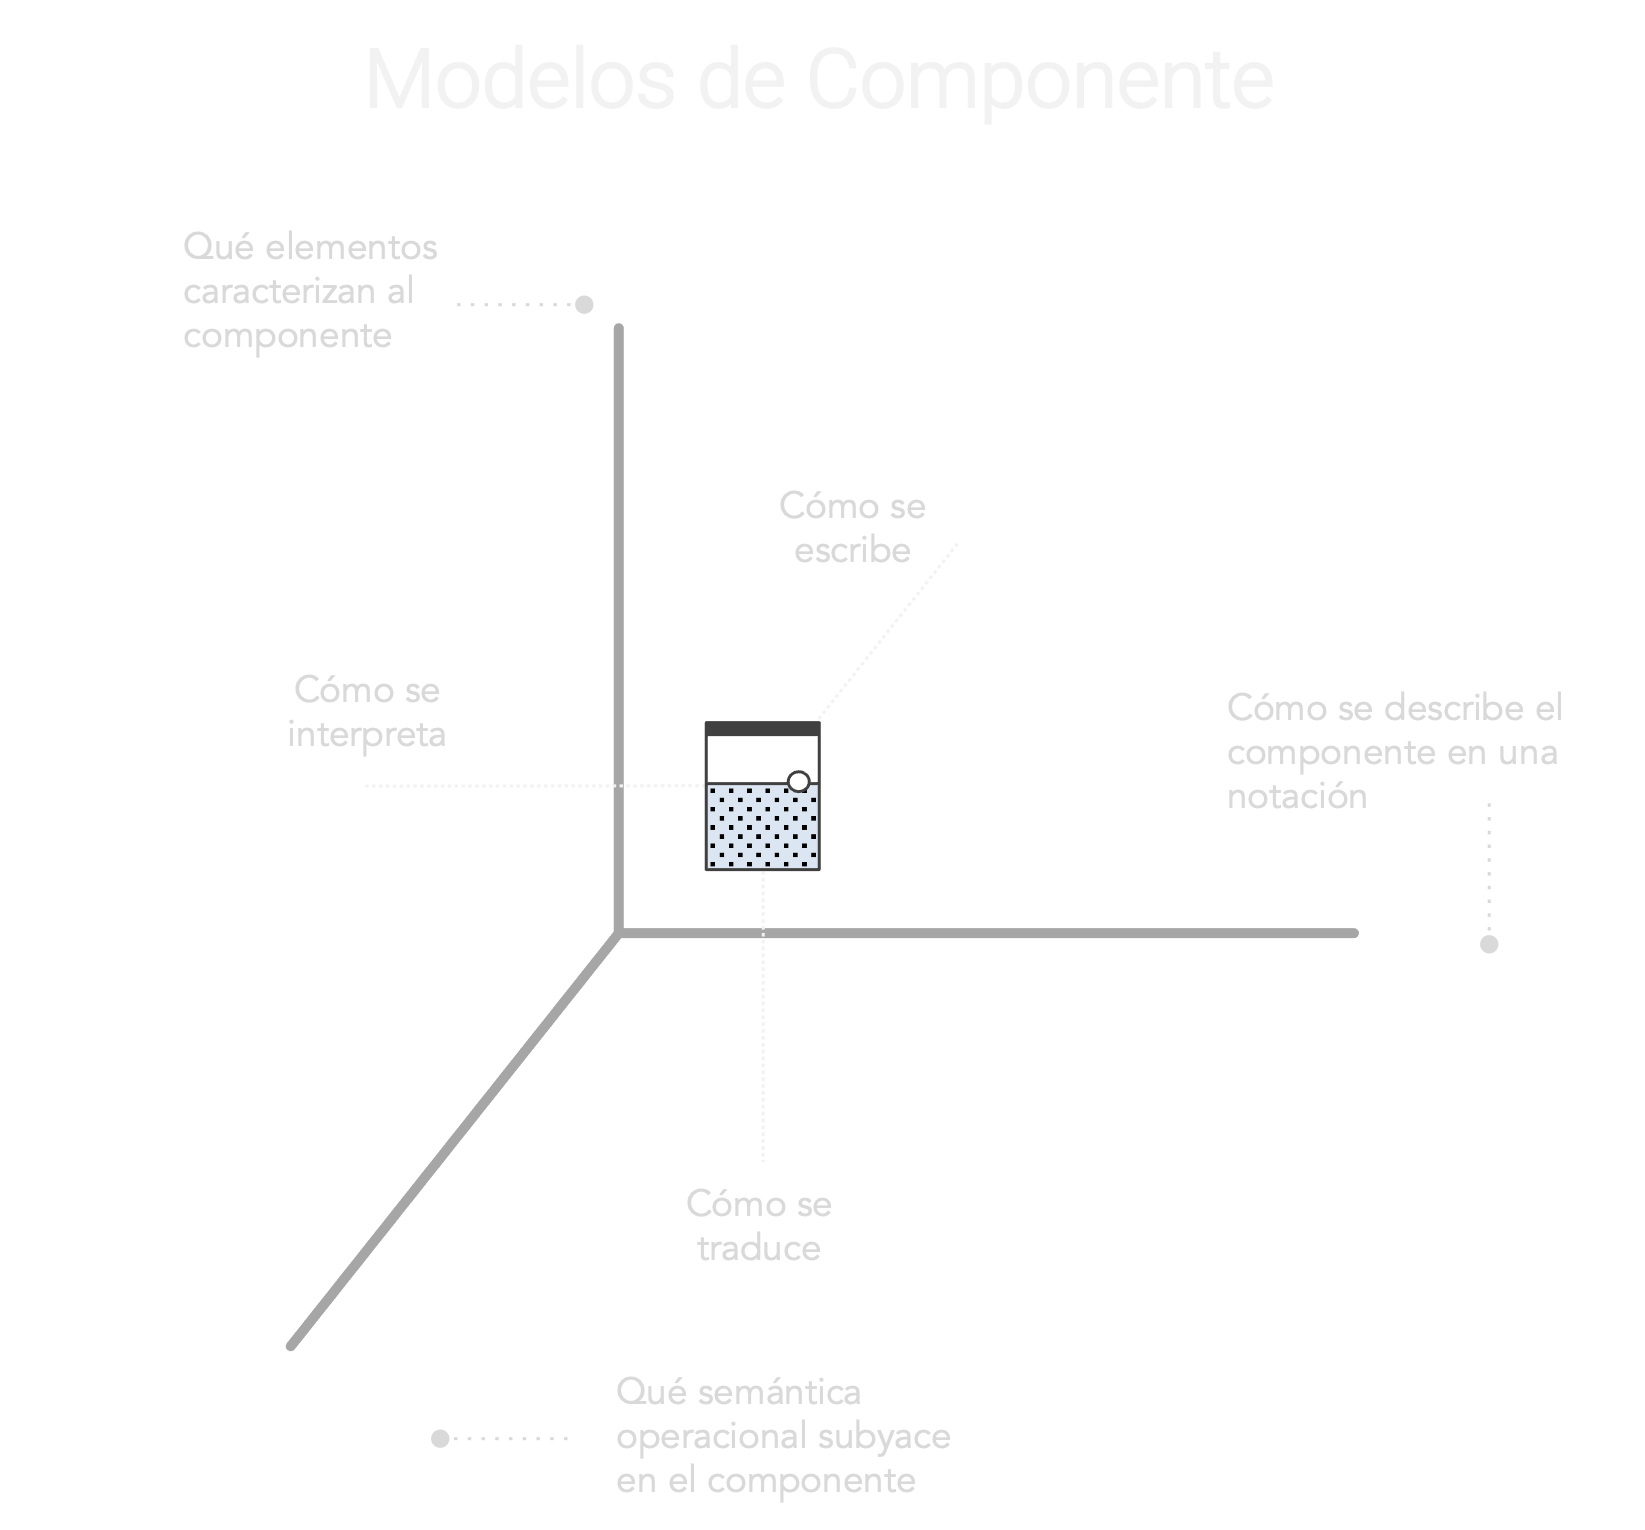 Modelos de Componente
Qué elementos
caracterizan al
componente
Cómo se
escribe
Cómo se
interpreta
Cómo se describe el
componente en una
notación
Cómo se
traduce
Qué semántica
operacional subyace
en el componente